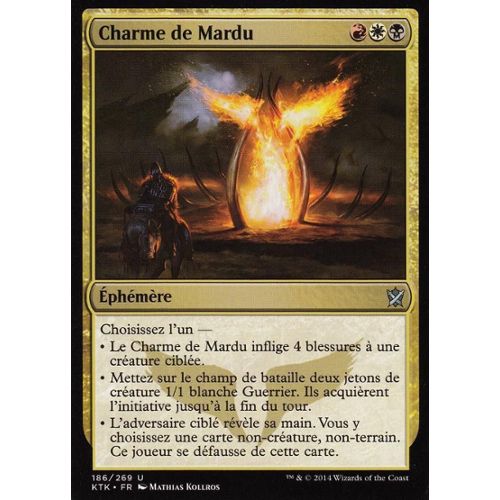 Charme de Mardu
Éphémère
Choisissez l'un —
• Le Charme de Mardu inflige 4 blessures à une
créature ciblée.
• Mettez sur le champ de bataille deux jetons de
créature 1/1 blanche Guerrier. Ils acquièrent
l'initiative jusqu'à la fin du tour.
• L'adversaire ciblé révèle sa main. Vous y
choisissez une carte non-créature, non-terrain.
Ce joueur se défausse de cette carte.
186/269 U
KTK • FR Mathias Kollros
™ & © 2014 Wizards of the Coast